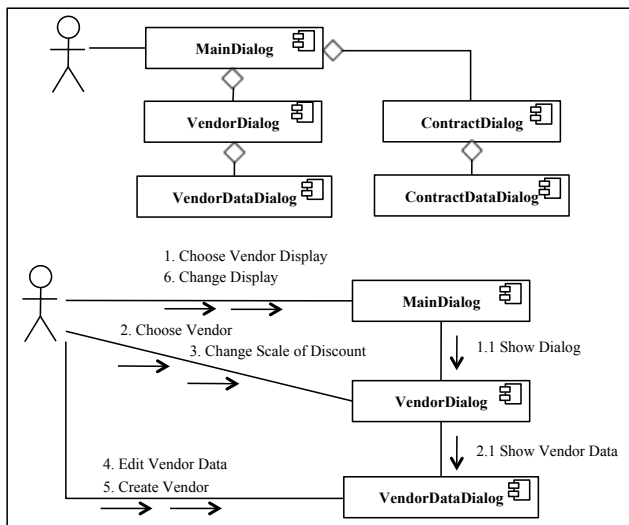 MainDialog
VendorDialog
ContractDialog
VendorDataDialog
ContractDataDialog
1. Choose Vendor Display
6. Change Display
MainDialog
2. Choose Vendor
3. Change Scale of Discount
1.1 Show Dialog
VendorDialog
2.1 Show Vendor Data
4. Edit Vendor Data
5. Create Vendor
VendorDataDialog